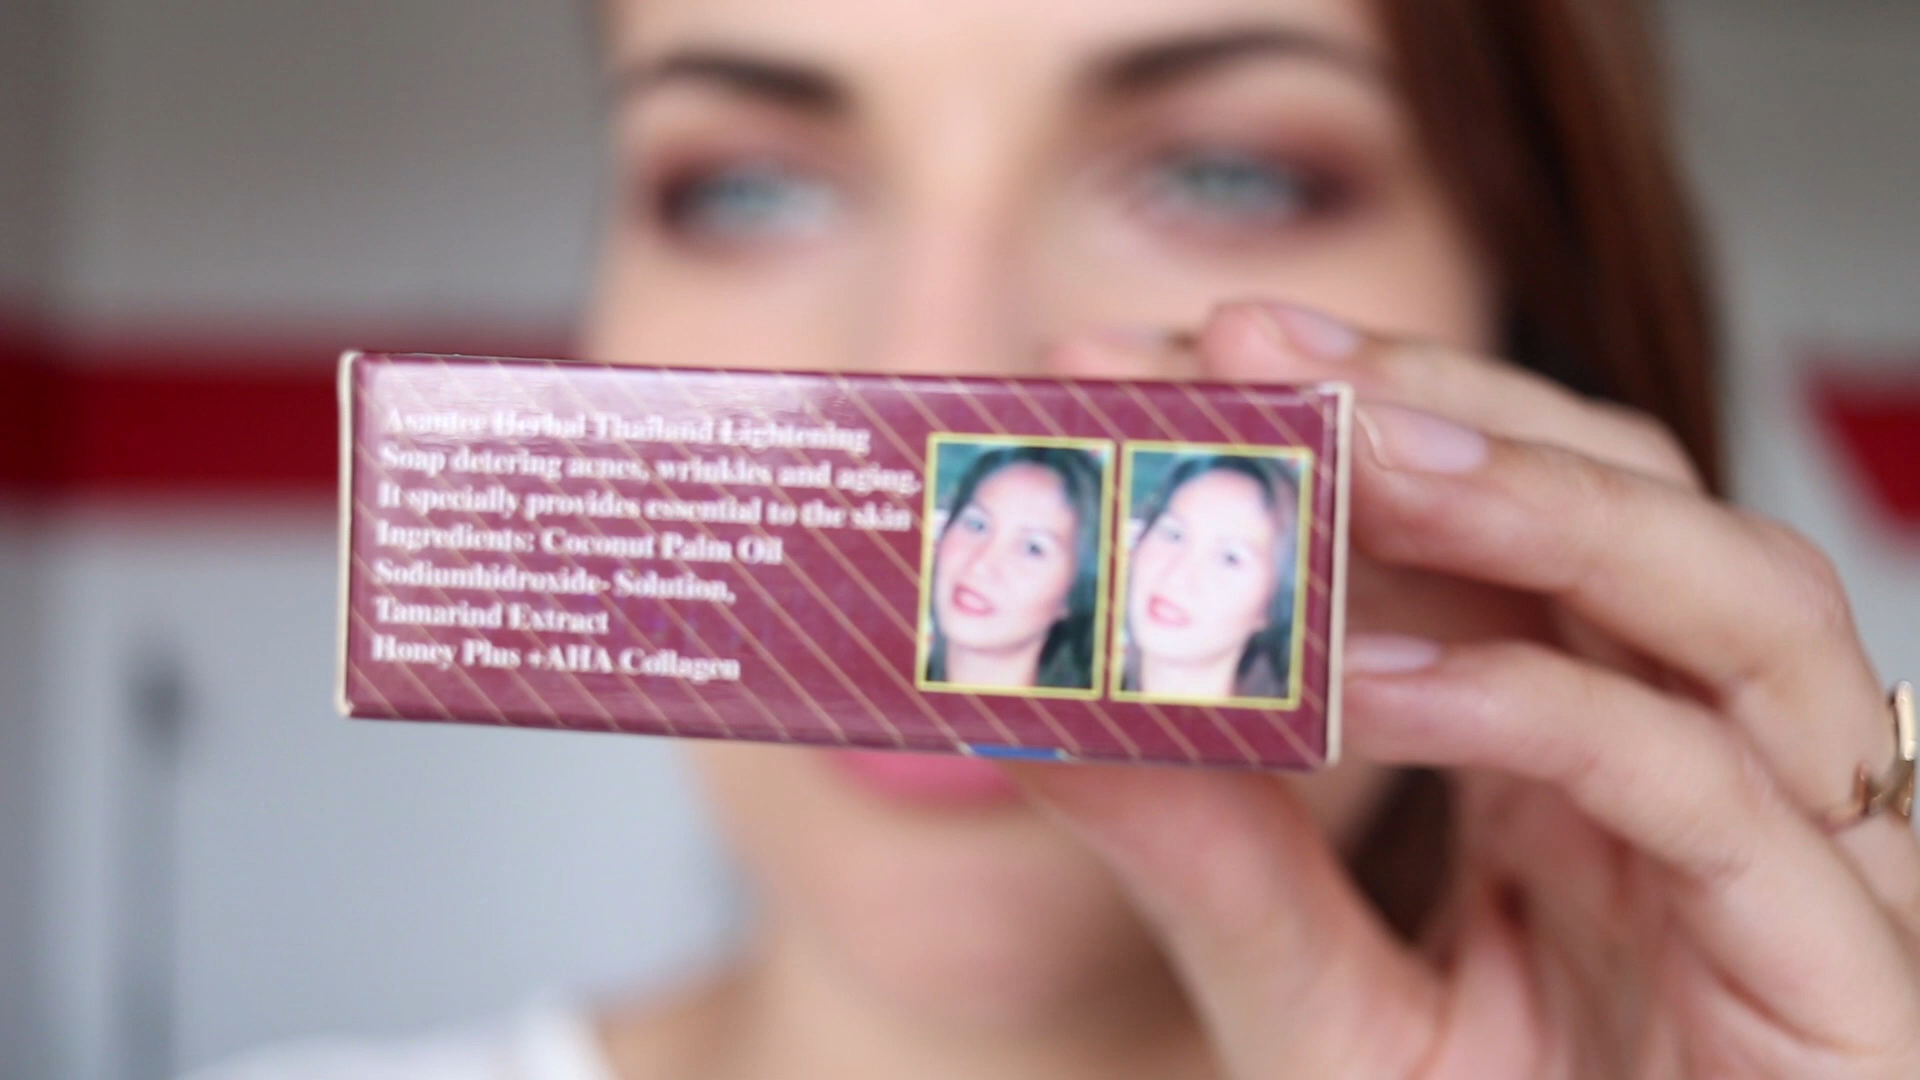 Asantee Herbal Thailand Lightening
Soap detering acnes, wrinkles and aging.
It specially provides essential to the skin
Ingredients: Coconut Palm Oil
Sodiumhidroxide- Solution,
Tamarind Extract
Honey Plus +AHA Collagen